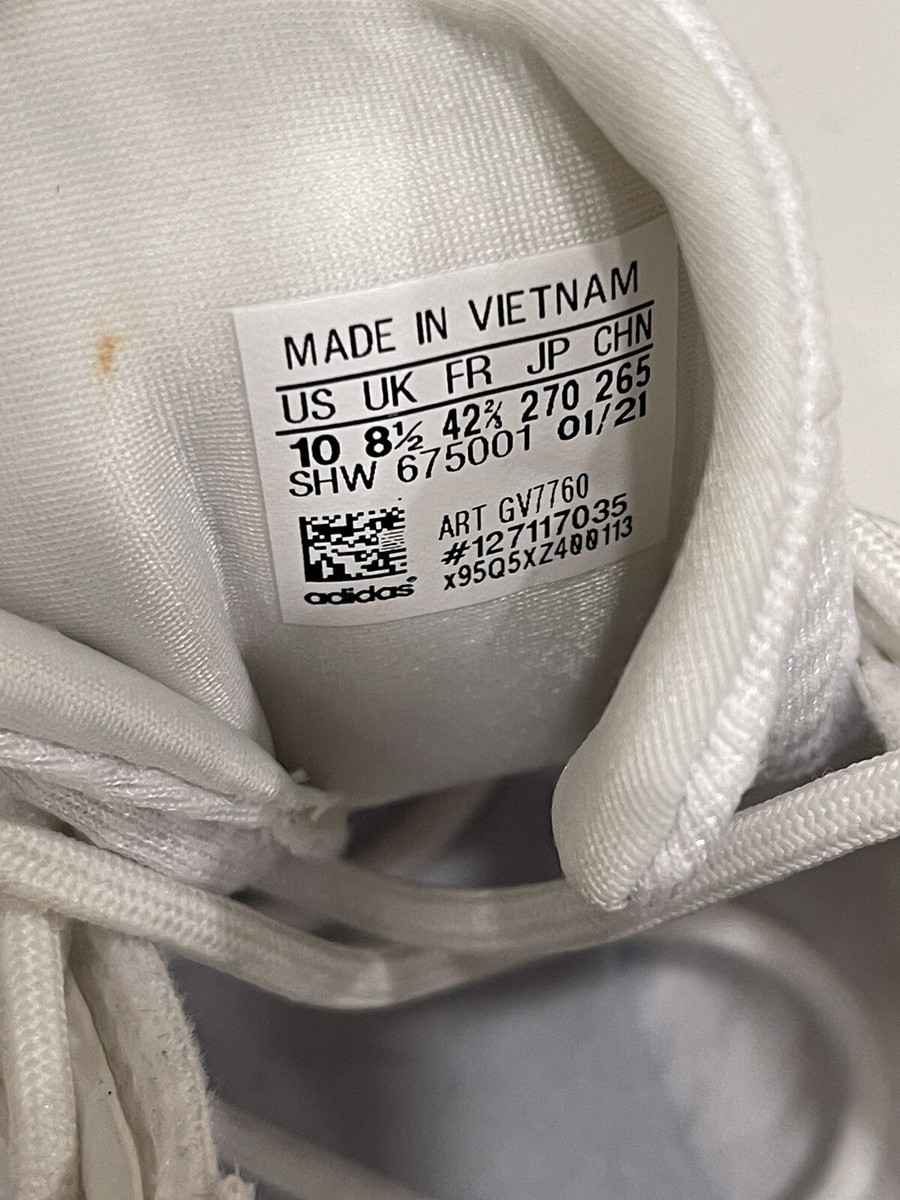 MADE IN VIETNAM
US UK FR JP CHN
10 8½ 42⅔ 270 265
SHW 675001 01/21
ART GV7760
#127117035
x95Q5XZ400113
adidas